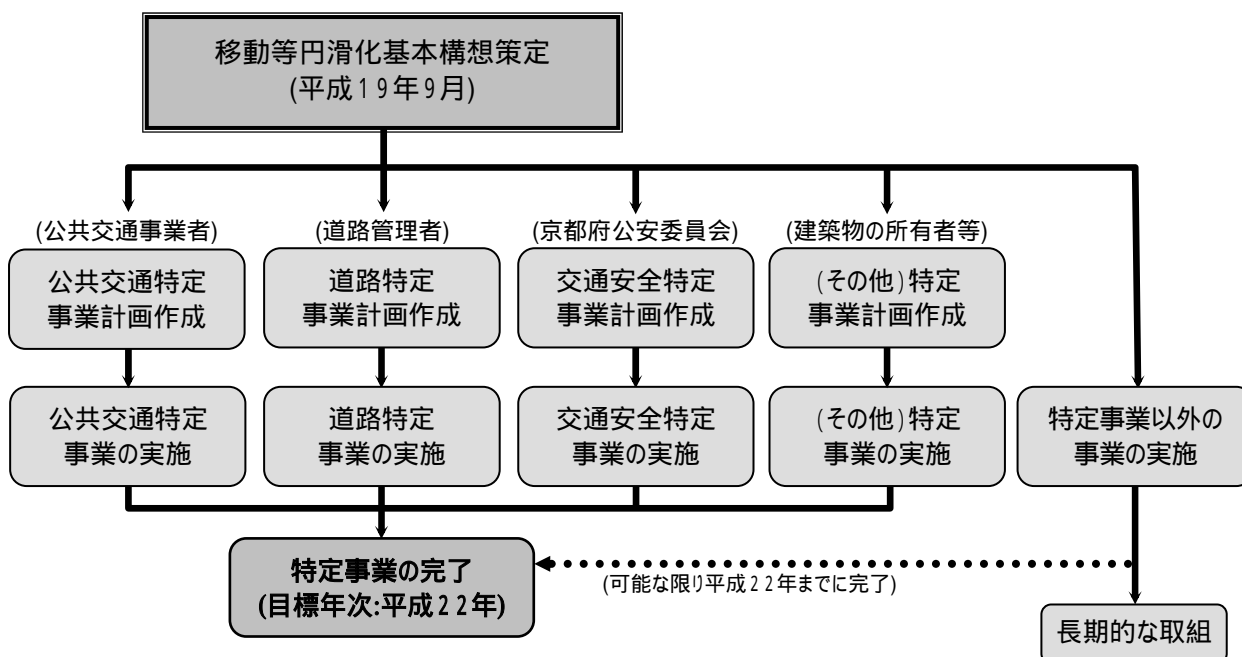 移動等円滑化基本構想策定
(平成19年9月)
(公共交通事業者)
(道路管理者)
(京都府公安委員会)
(建築物の所有者等)
公共交通特定
事業計画作成
道路特定
事業計画作成
交通安全特定
事業計画作成
(その他)特定
事業計画作成
公共交通特定
事業の実施
道路特定
事業の実施
交通安全特定
事業の実施
(その他)特定
事業の実施
特定事業以外の
事業の実施
特定事業の完了
(目標年次:平成22年)
(可能な限り平成22年までに完了)
長期的な取組